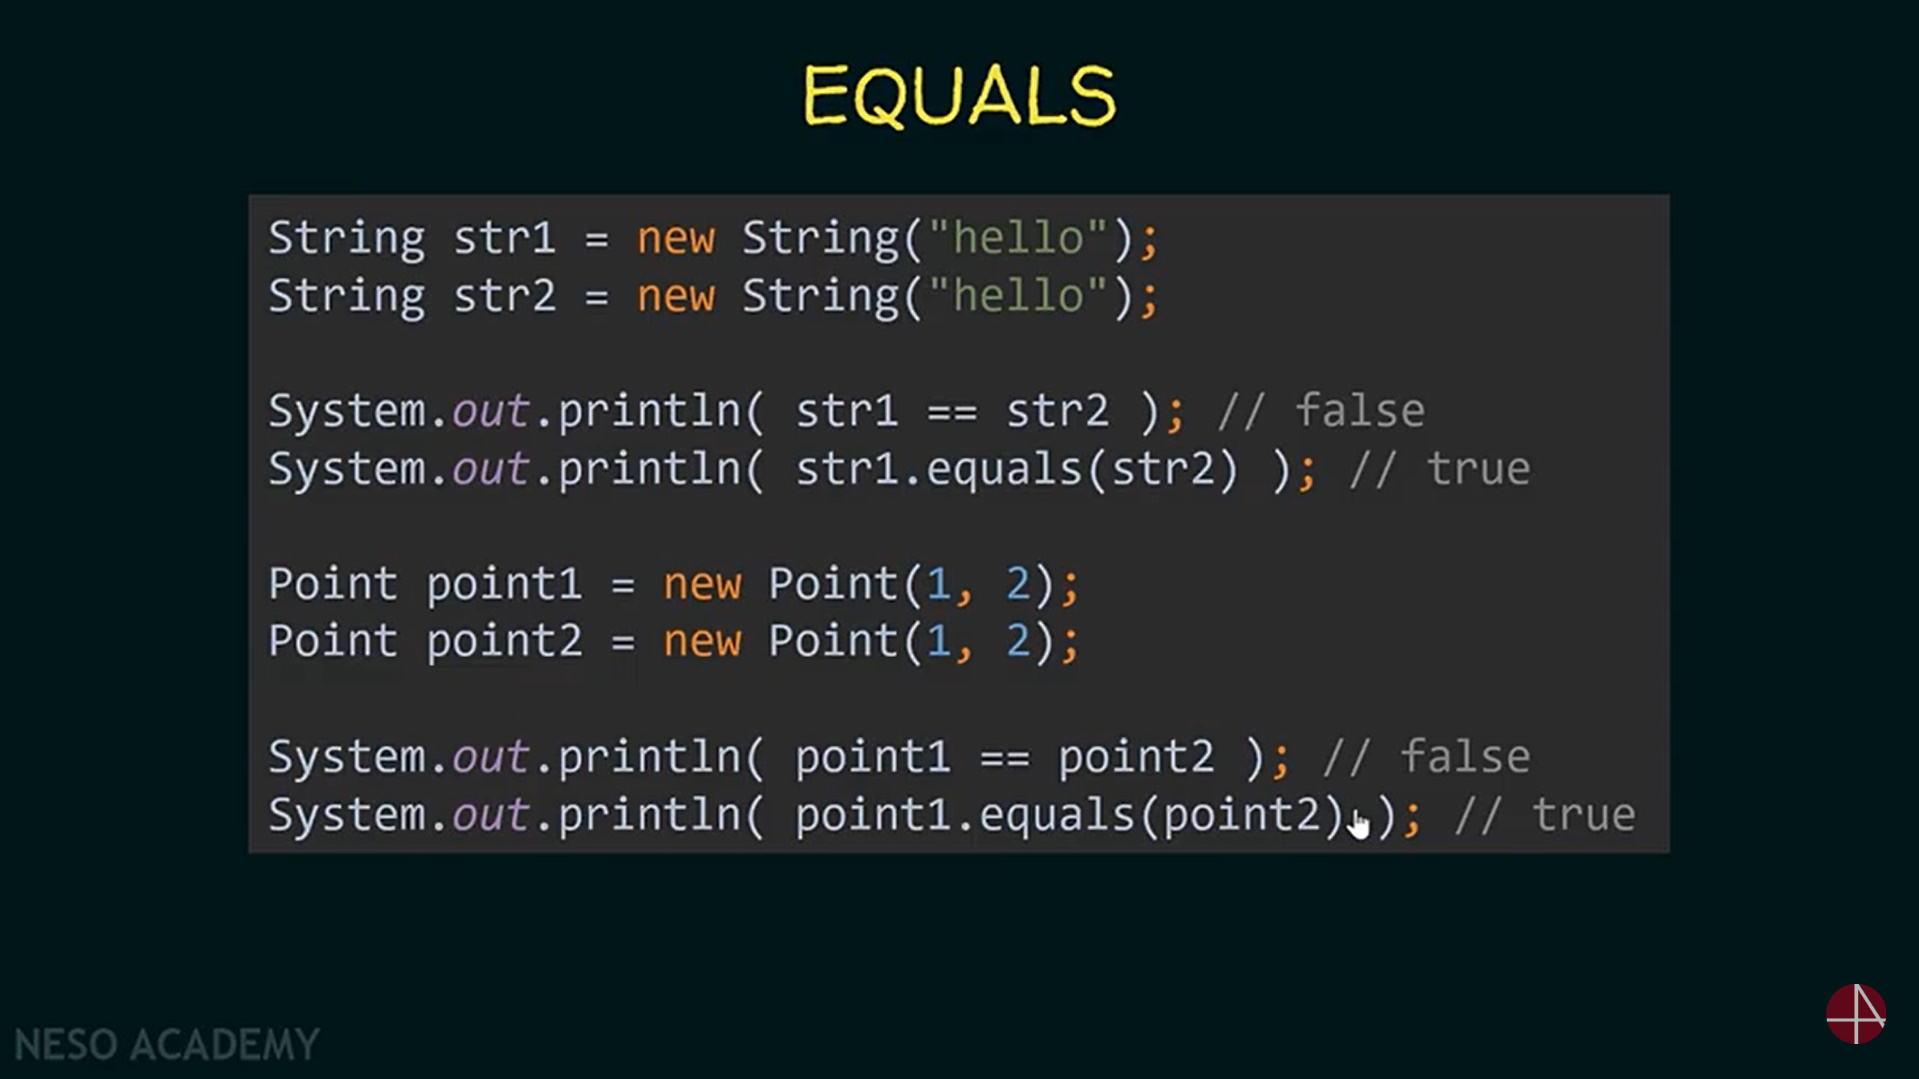 EQUALS
String str1 = new String("hello");
String str2 = new String("hello");
System.out.println( str1 == str2 ); // false
System.out.println( str1.equals(str2) ); // true
Point point1 = new Point(1, 2);
Point point2 = new Point(1, 2);
System.out.println( point1 == point2 ); // false
System.out.println( point1.equals(point2) ); // true
NESO ACADEMY